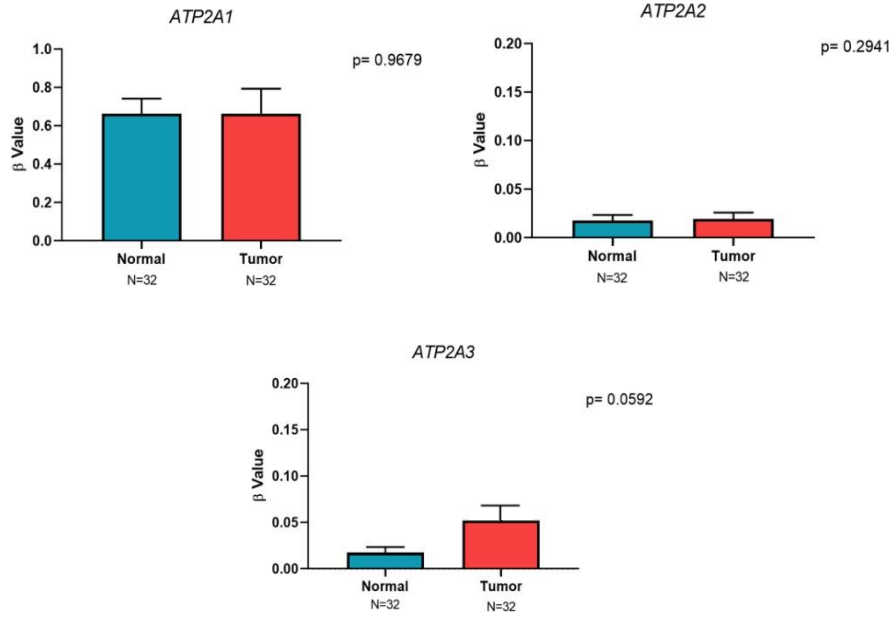 ATP2A1
p= 0.9679
1.0
0.8
0.6
0.4
0.2
0.0
β Value
Normal Tumor
N=32 N=32
ATP2A2
p= 0.2941
0.20
0.15
0.10
0.05
0.00
β Value
Normal Tumor
N=32 N=32
ATP2A3
p= 0.0592
0.20
0.15
0.10
0.05
0.00
β Value
Normal Tumor
N=32 N=32